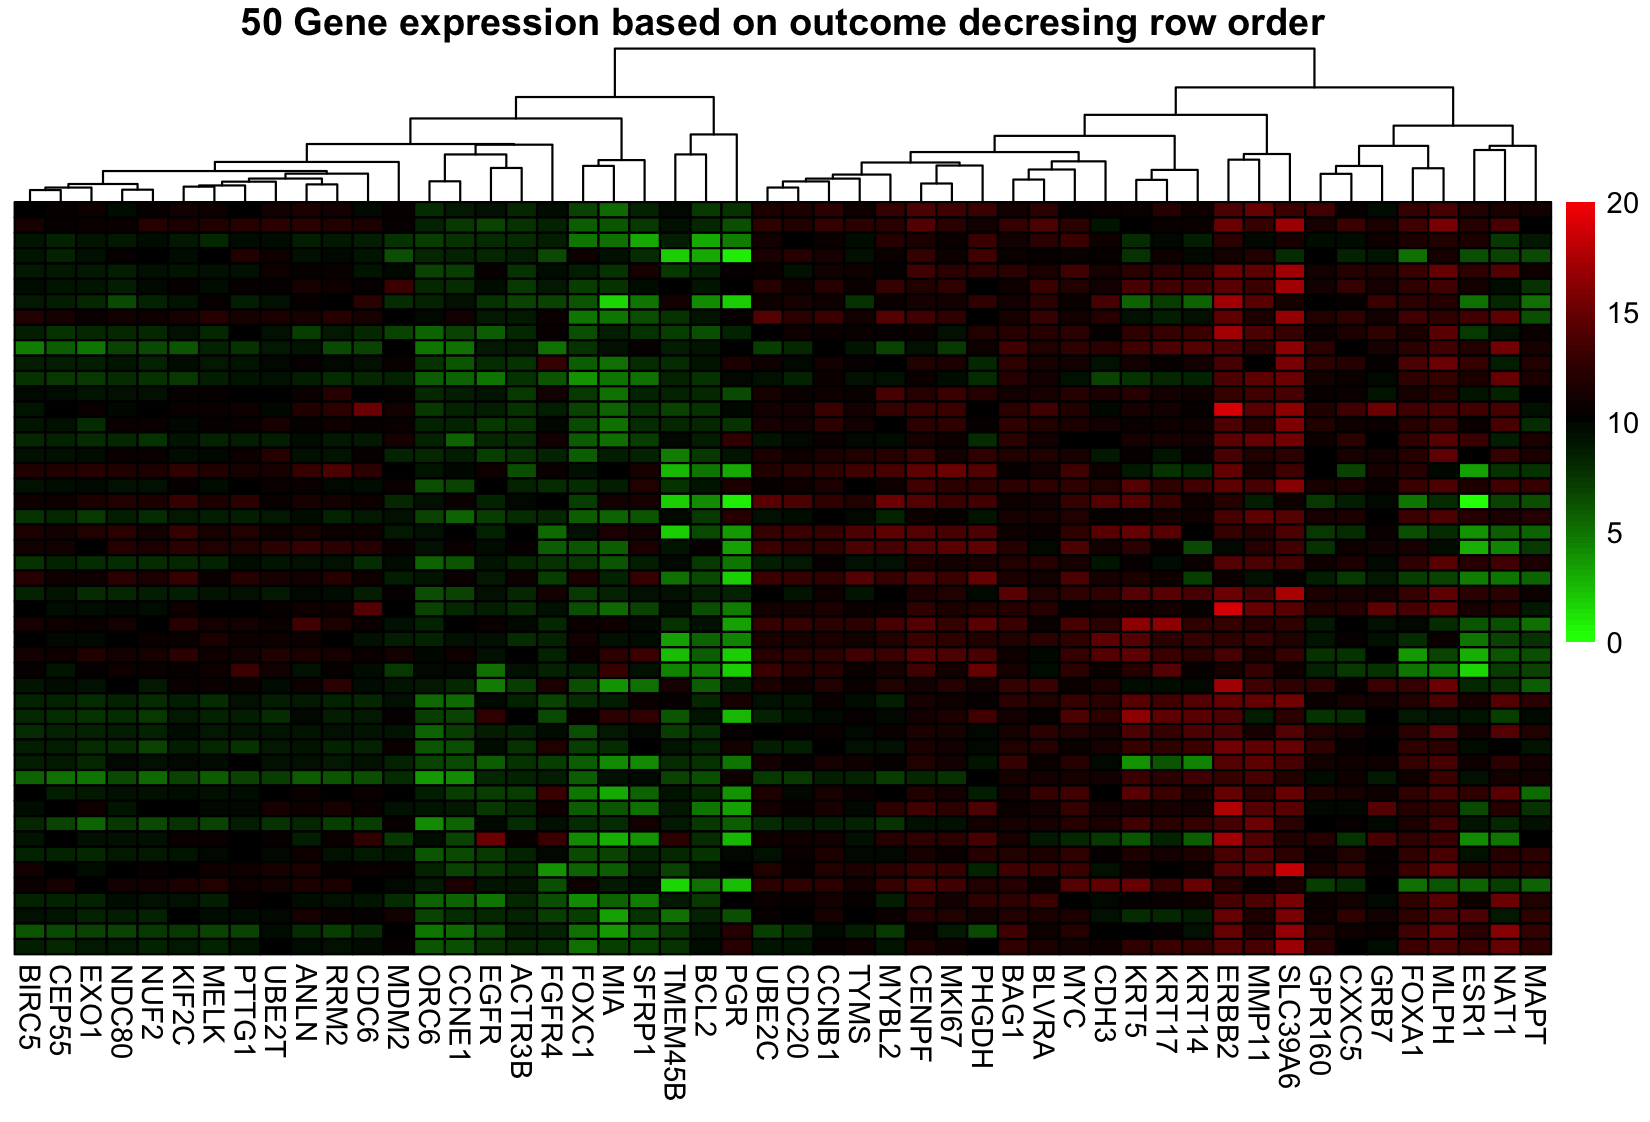 50 Gene expression based on outcome decresing row order
20
15
10
5
0
BIRC5
CEP55
EXO1
NDC80
NUF2
KIF2C
MELK
PTTG1
UBE2T
ANLN
RRM2
CDC6
MDM2
ORC6
CCNE1
EGFR
ACTR3B
FGFR4
FOXC1
MIA
SFRP1
TMEM45B
BCL2
PGR
UBE2C
CDC20
CCNB1
TYMS
MYBL2
CENPF
MKI67
PHGDH
BAG1
BLVRA
MYC
CDH3
KRT5
KRT17
KRT14
ERBB2
MMP11
SLC39A6
GPR160
CXXC5
GRB7
FOXA1
MLPH
ESR1
NAT1
MAPT